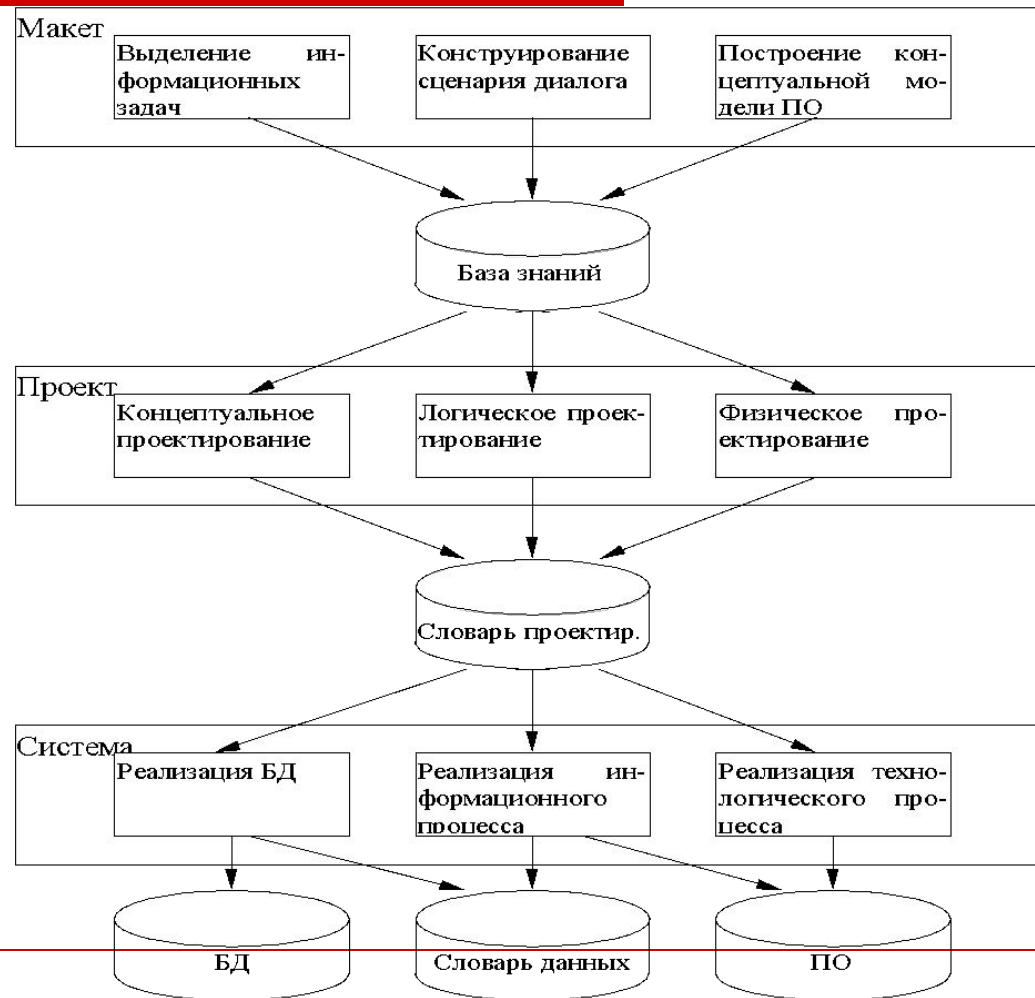 Макет
Выделение ин-
формационных
задач
Конструирование
сценария диалога
Построение кон-
цептуальной мо-
дели ПО
База знаний
Проект
Концептуальное
проектирование
Логическое проек-
тирование
Физическое про-
ектирование
Словарь проектир.
Система
Реализация БД
Реализация ин-
формационного
процесса
Реализация техно-
логического про-
цесса
БД
Словарь данных
ПО